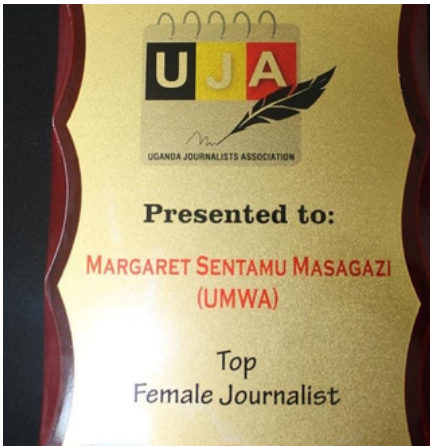 UJA
UGANDA JOURNALISTS ASSOCIATION
Presented to:
MARGARET SENTAMU MASAGAZI
(UMWA)
Top
Female Journalist